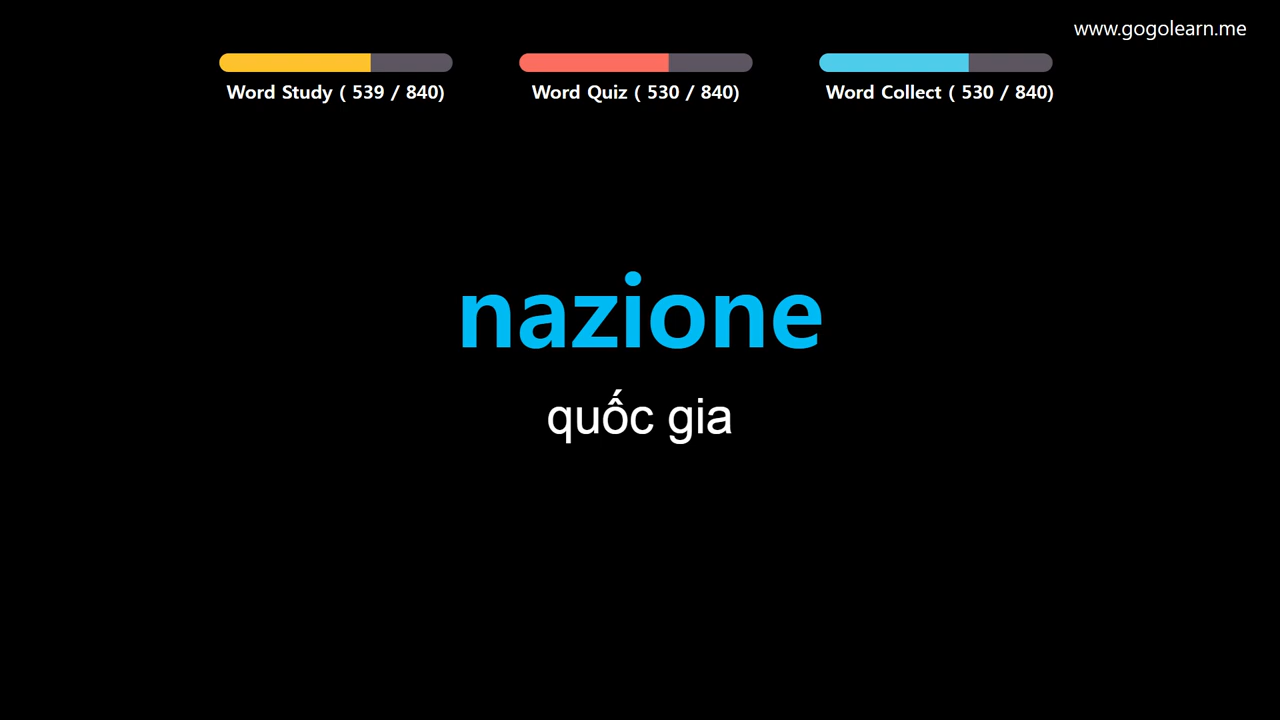 www.gogolearn.me
Word Study ( 539 / 840)
Word Quiz ( 530 / 840)
Word Collect ( 530 / 840)
nazione
quốc gia